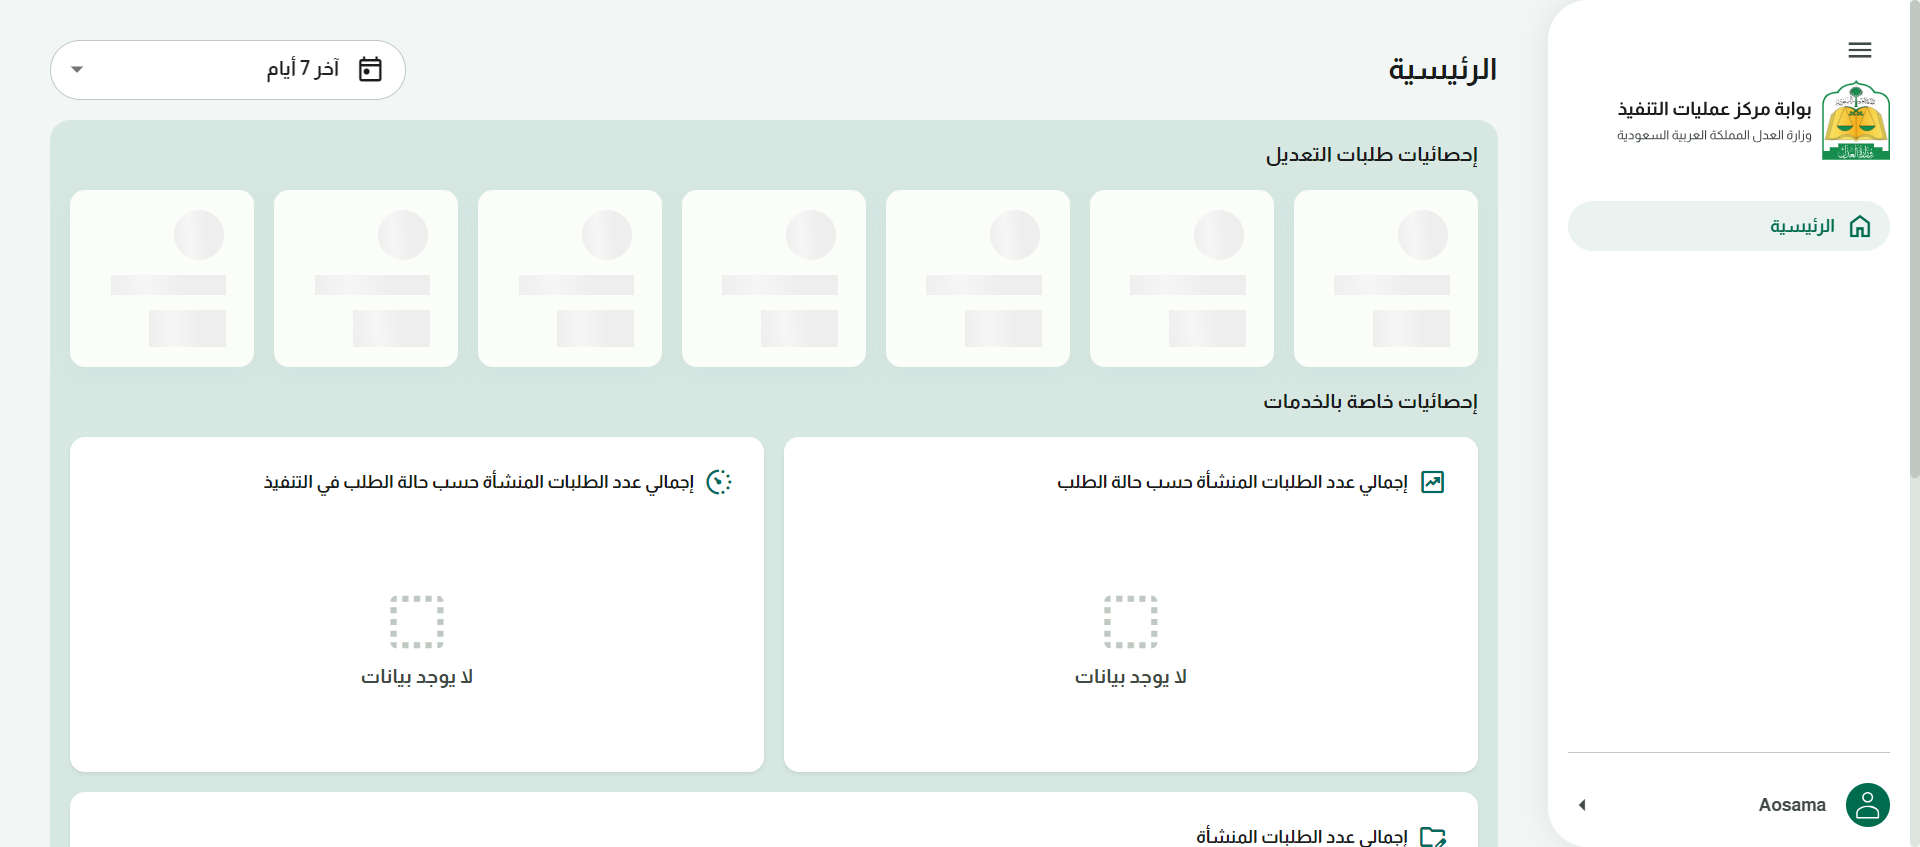 بوابة مركز عمليات التنفيذ
وزارة العدل المملكة العربية السعودية
الرئيسية
Aosama
الرئيسية
آخر 7 أيام
إحصائيات طلبات التعديل
إحصائيات خاصة بالخدمات
إجمالي عدد الطلبات المنشأة حسب حالة الطلب
لا يوجد بيانات
إجمالي عدد الطلبات المنشأة حسب حالة الطلب في التنفيذ
لا يوجد بيانات
إجمالي عدد الطلبات المنشأة